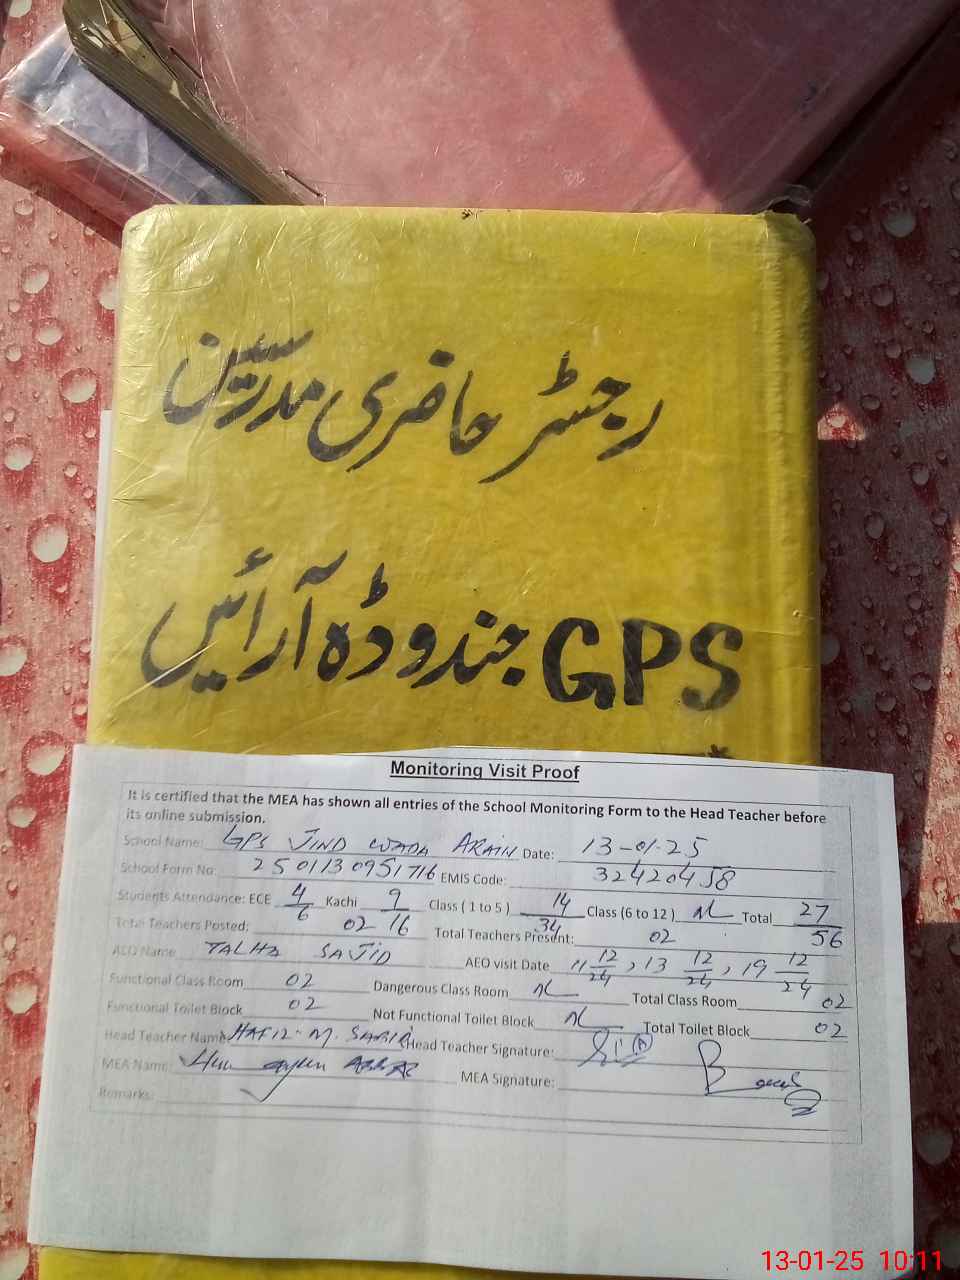 رجسٹر حاضری مدرسین
GPS جندوڈہ آرائیں
Monitoring Visit Proof
It is certified that the MEA has shown all entries of the School Monitoring Form to the Head Teacher before
its online submission.
School Name: GPS JIND WADA ARAIN Date: 13-01-25
School Form No: 2501130951716 EMIS Code: 32420458
Students Attendance: ECE 4/6 Kachi 9/16 Class ( 1 to 5 ) 14/34 Class (6 to 12 ) NL Total 27/56
Total Teachers Posted: 02 Total Teachers Present: 02
AEO Name TALHA SAJID AEO visit Date 11 12/24, 13 12/24, 19 12/24
Functional Class Room 02 Dangerous Class Room NL Total Class Room 02
Functional Toilet Block 02 Not Functional Toilet Block NL Total Toilet Block 02
Head Teacher Name HAFIZ M. SABIR Head Teacher Signature:
MEA Name: MEA Signature:
Remarks:
13-01-25 10:11